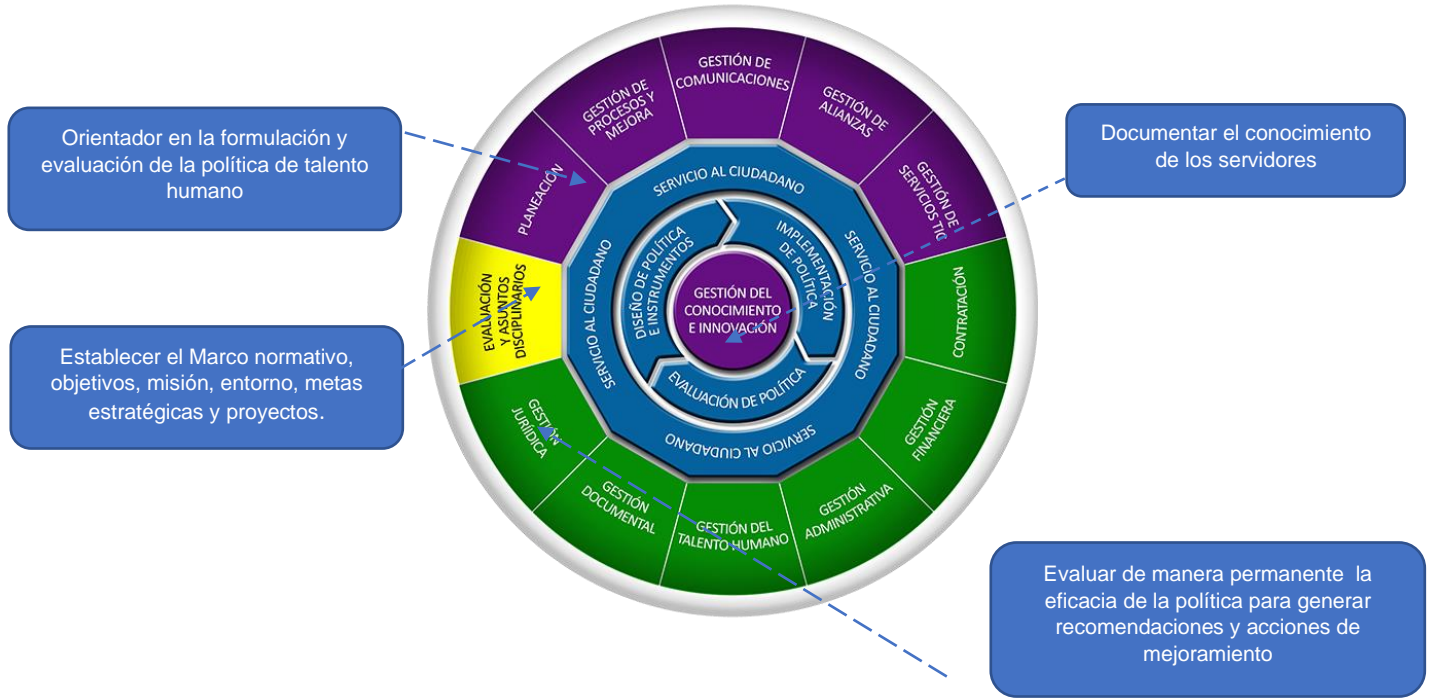 GESTIÓN DE
COMUNICACIONES
GESTIÓN DE
PROCESOS Y
MEJORA
GESTIÓN DE
ALIANZAS
Orientador en la formulación y
evaluación de la política de talento
humano
Documentar el conocimiento
de los servidores
PLANEACIÓN
GESTIÓN DE
SERVICIOS TIC
SERVICIO AL CIUDADANO
SERVICIO AL CIUDADANO
SERVICIO AL CIUDADANO
SERVICIO AL CIUDADANO
DISEÑO DE POLÍTICA
E INSTRUMENTOS
IMPLEMENTACIÓN
DE POLÍTICA
EVALUACIÓN DE POLÍTICA
GESTIÓN DEL
CONOCIMIENTO
E INNOVACIÓN
EVALUACIÓN
Y ASUNTOS
DISCIPLINARIOS
CONTRATACIÓN
Establecer el Marco normativo,
objetivos, misión, entorno, metas
estratégicas y proyectos.
GESTIÓN
JURÍIDICA
GESTIÓN
FINANCIERA
GESTIÓN
DOCUMENTAL
GESTIÓN DEL
TALENTO HUMANO
GESTIÓN
ADMINISTRATIVA
Evaluar de manera permanente la
eficacia de la política para generar
recomendaciones y acciones de
mejoramiento